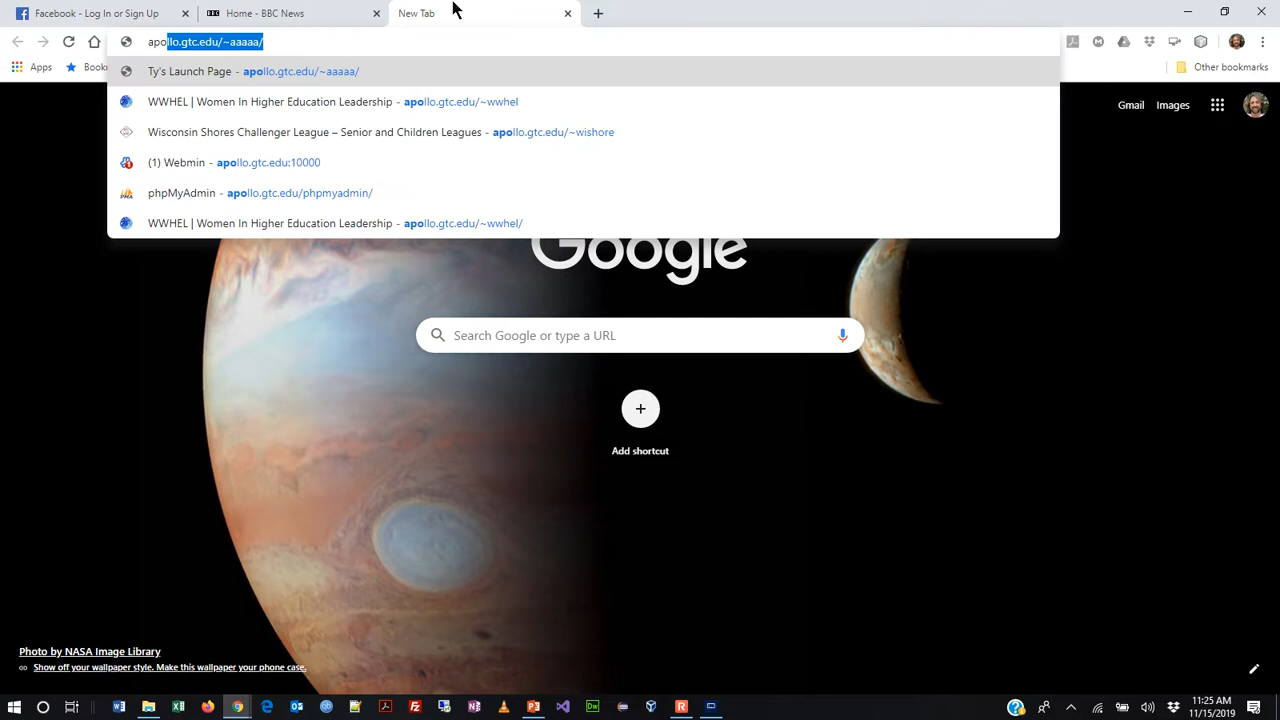 Facebook - Log In or Sign Up
Home - BBC News
New Tab
apollo.gtc.edu/~aaaaa/
Apps
Book
Other bookmarks
Ty's Launch Page - apollo.gtc.edu/~aaaaa/
WWHEL | Women In Higher Education Leadership - apollo.gtc.edu/~wwhel
Wisconsin Shores Challenger League – Senior and Children Leagues - apollo.gtc.edu/~wishore
(1) Webmin - apollo.gtc.edu:10000
phpMyAdmin - apollo.gtc.edu/phpmyadmin/
WWHEL | Women In Higher Education Leadership - apollo.gtc.edu/~wwhel/
Gmail Images
Google
Search Google or type a URL
Add shortcut
Photo by NASA Image Library
Show off your wallpaper style. Make this wallpaper your phone case.
11:25 AM
11/15/2019